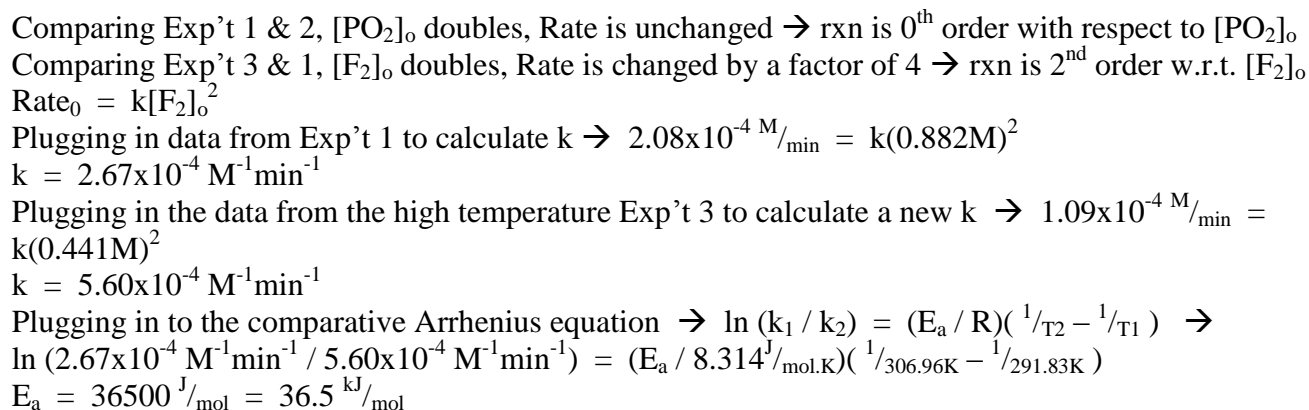 Comparing Exp't 1 & 2, [PO₂]ₒ doubles, Rate is unchanged → rxn is 0ᵗʰ order with respect to [PO₂]ₒ
Comparing Exp't 3 & 1, [F₂]ₒ doubles, Rate is changed by a factor of 4 → rxn is 2ⁿᵈ order w.r.t. [F₂]ₒ
Rate₀ = k[F₂]ₒ²
Plugging in data from Exp't 1 to calculate k → 2.08x10⁻⁴ ᴹ/min = k(0.882M)²
k = 2.67x10⁻⁴ M⁻¹min⁻¹
Plugging in the data from the high temperature Exp't 3 to calculate a new k → 1.09x10⁻⁴ ᴹ/min =
k(0.441M)²
k = 5.60x10⁻⁴ M⁻¹min⁻¹
Plugging in to the comparative Arrhenius equation → ln (k₁ / k₂) = (Eₐ / R)( ¹/T2 – ¹/T1 ) →
ln (2.67x10⁻⁴ M⁻¹min⁻¹ / 5.60x10⁻⁴ M⁻¹min⁻¹) = (Eₐ / 8.314ᴶ/mol.K)( ¹/306.96K – ¹/291.83K )
Eₐ = 36500 ᴶ/mol = 36.5 ᵏᴶ/mol